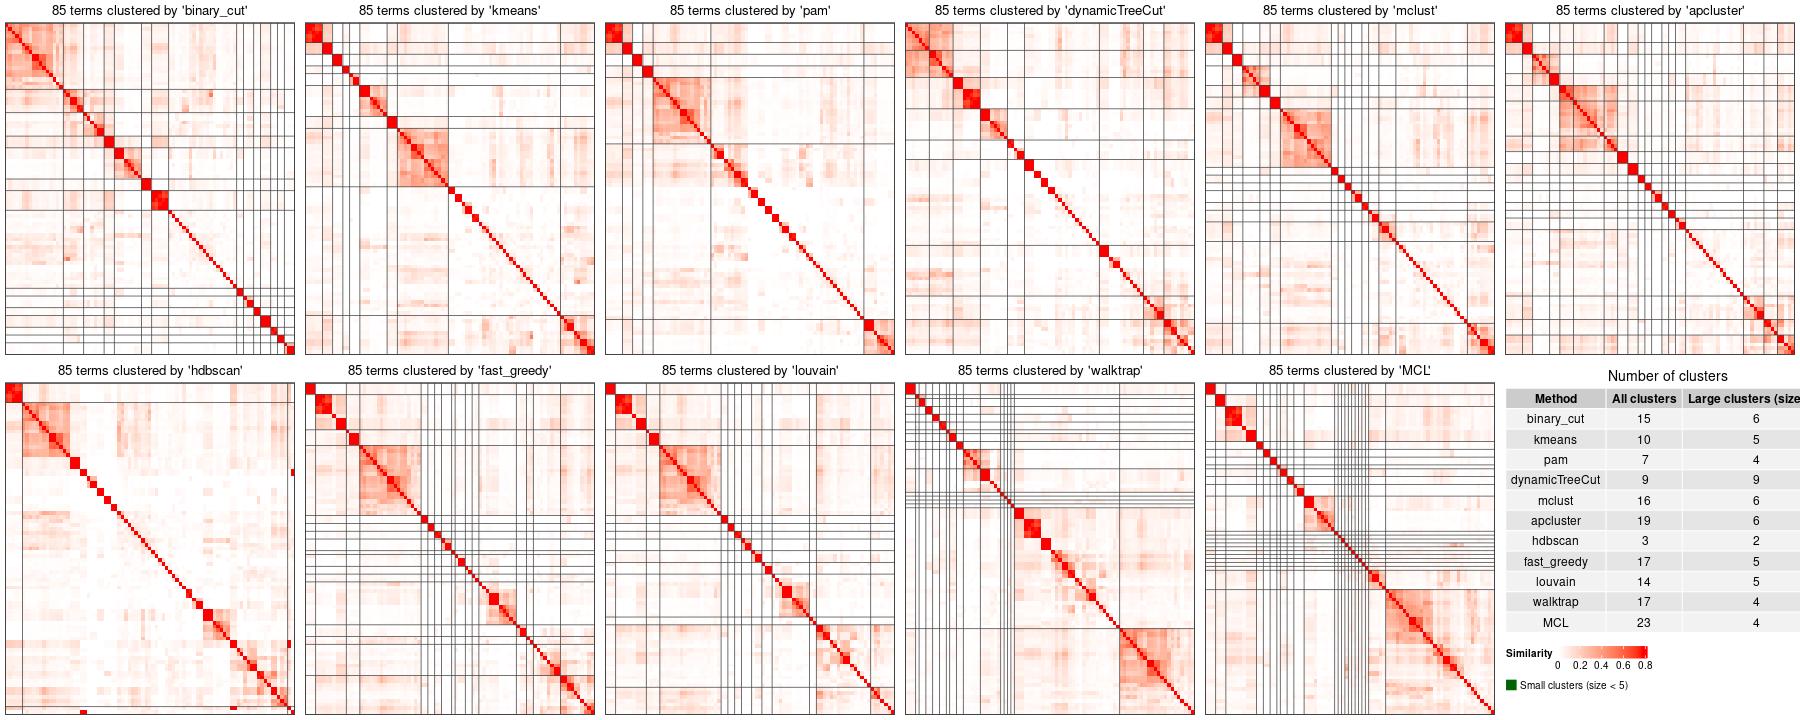 85 terms clustered by 'binary_cut'
85 terms clustered by 'kmeans'
85 terms clustered by 'pam'
85 terms clustered by 'dynamicTreeCut'
85 terms clustered by 'mclust'
85 terms clustered by 'apcluster'
85 terms clustered by 'hdbscan'
85 terms clustered by 'fast_greedy'
85 terms clustered by 'louvain'
85 terms clustered by 'walktrap'
85 terms clustered by 'MCL'
Number of clusters
Method All clusters Large clusters (size
binary_cut 15 6
kmeans 10 5
pam 7 4
dynamicTreeCut 9 9
mclust 16 6
apcluster 19 6
hdbscan 3 2
fast_greedy 17 5
louvain 14 5
walktrap 17 4
MCL 23 4
Similarity
0 0.2 0.4 0.6 0.8
Small clusters (size < 5)